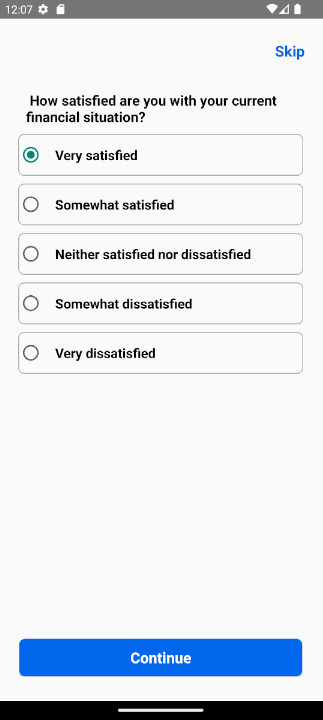 12:07
Skip
How satisfied are you with your current
financial situation?
Very satisfied
Somewhat satisfied
Neither satisfied nor dissatisfied
Somewhat dissatisfied
Very dissatisfied
Continue